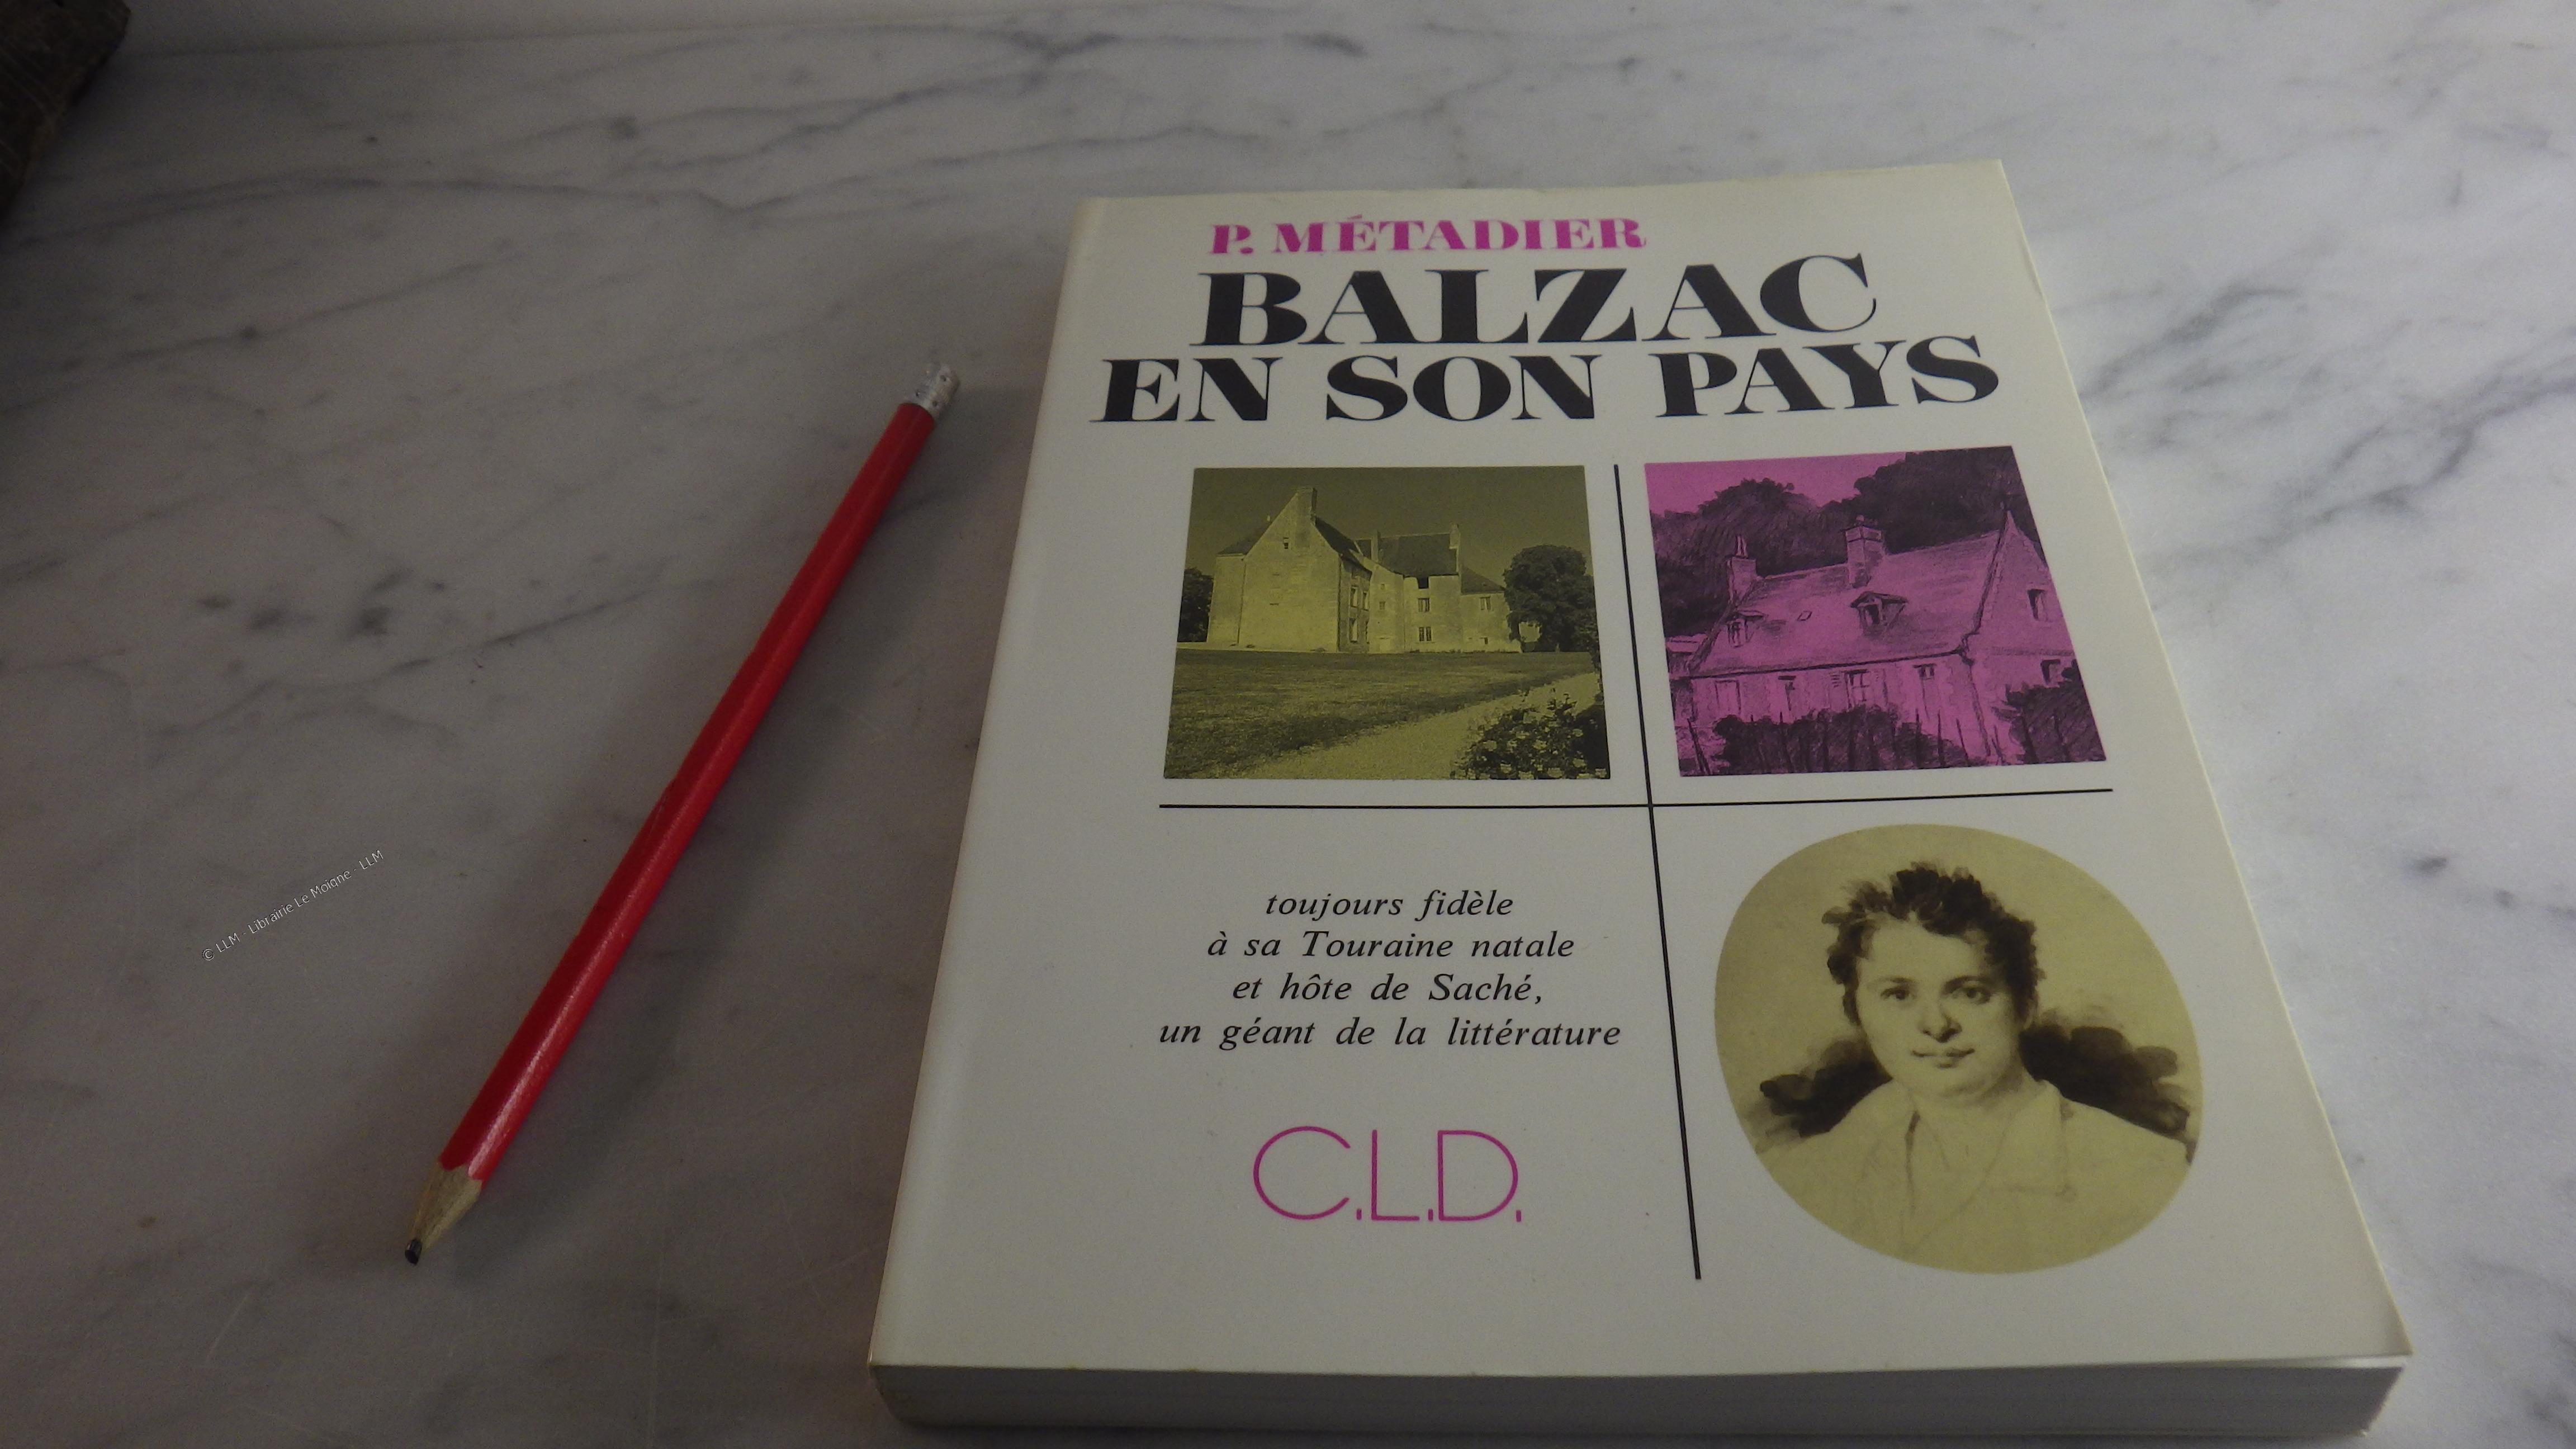 P. MÉTADIER
BALZAC
EN SON PAYS
toujours fidèle
à sa Touraine natale
et hôte de Saché,
un géant de la littérature
C.L.D.
© LLM - Librairie Le Moigne - LLM